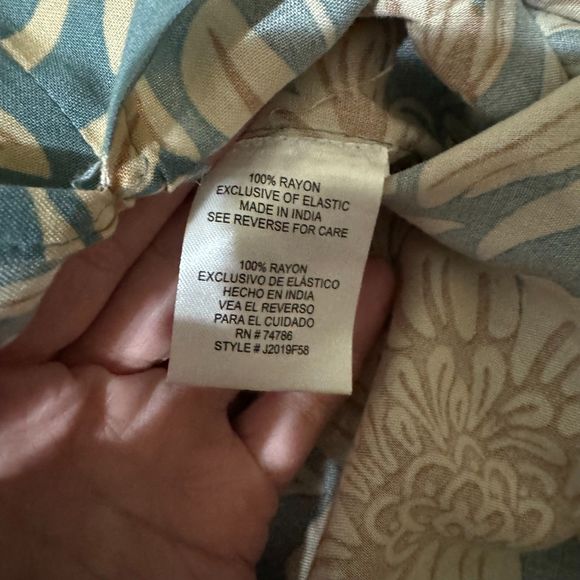 100% RAYON
EXCLUSIVE OF ELASTIC
MADE IN INDIA
SEE REVERSE FOR CARE
100% RAYON
EXCLUSIVO DE ELÁSTICO
HECHO EN INDIA
VEA EL REVERSO
PARA EL CUIDADO
RN # 74786
STYLE # J2019F58